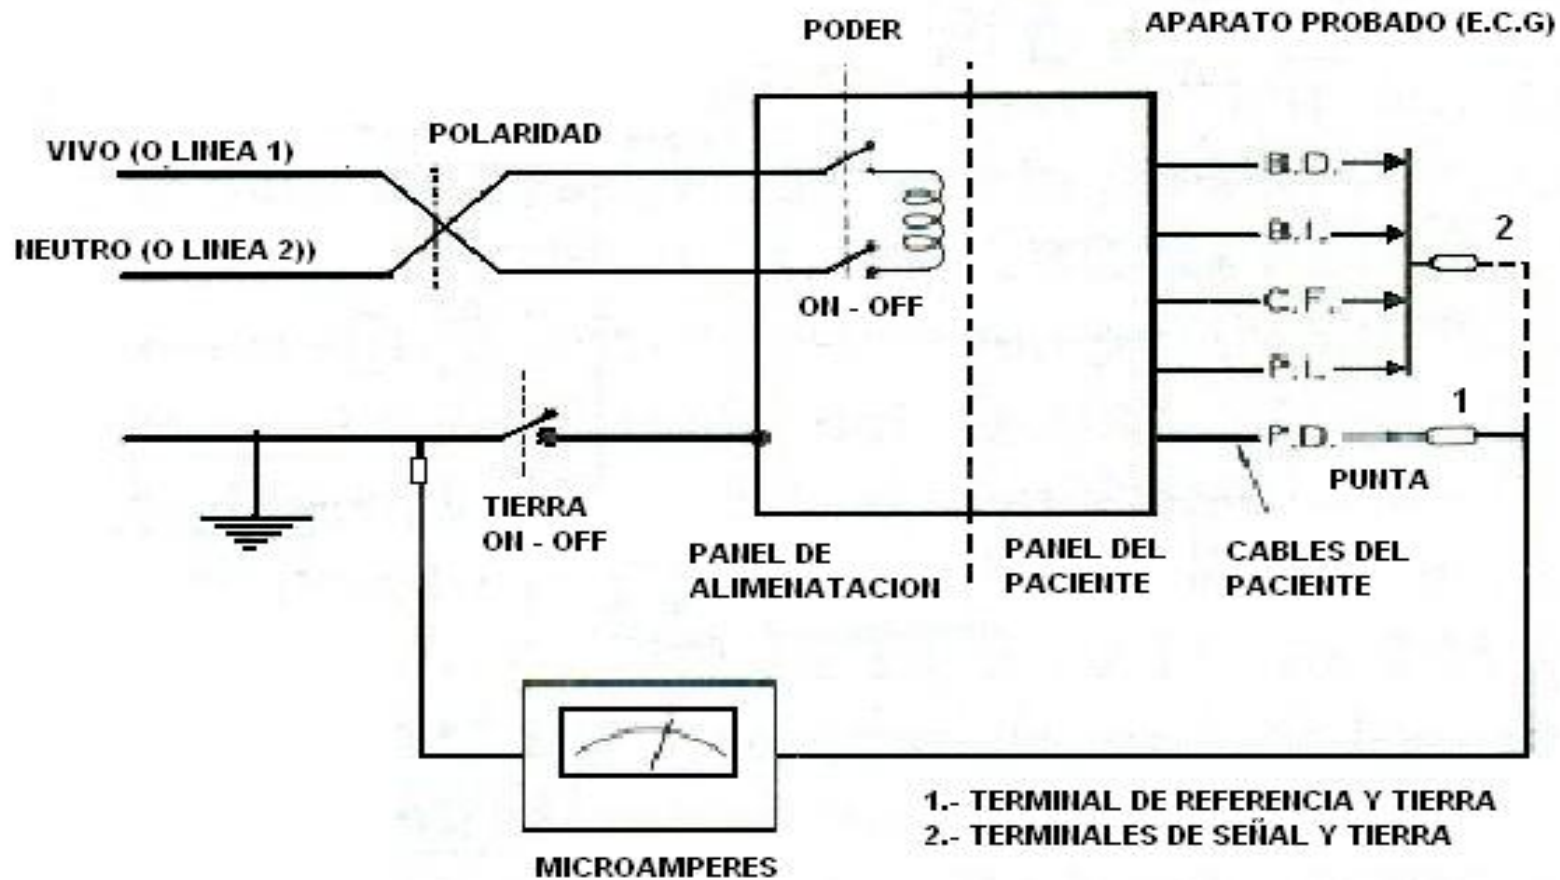 PODER
APARATO PROBADO (E.C.G)
POLARIDAD
VIVO (O LINEA 1)
NEUTRO (O LINEA 2))
ON - OFF
B.D.
B.I.
C.F.
P.I.
P.D.
2
1
PUNTA
TIERRA
ON - OFF
PANEL DE
ALIMENATACION
PANEL DEL
PACIENTE
CABLES DEL
PACIENTE
1.- TERMINAL DE REFERENCIA Y TIERRA
2.- TERMINALES DE SEÑAL Y TIERRA
MICROAMPERES